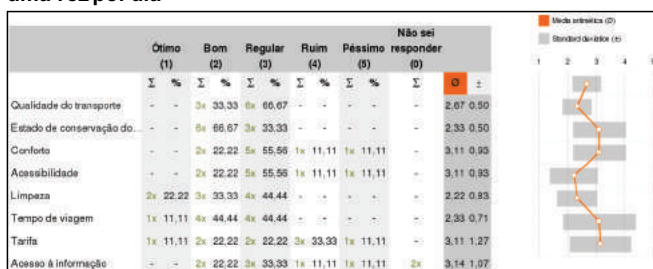 uma vez por dia
Média aritmética (Ø)
Standard deviation (±)
Ótimo (1) Bom (2) Regular (3) Ruim (4) Péssimo (5) Não sei responder (0)
Σ % Σ % Σ % Σ % Σ % Σ Ø ±
1 2 3 4 5
Qualidade do transporte - - 3x 33,33 6x 66,67 - - - - - 2,67 0,50
Estado de conservação do... - - 6x 66,67 3x 33,33 - - - - - 2,33 0,50
Conforto - - 2x 22,22 5x 55,56 1x 11,11 1x 11,11 - 3,11 0,93
Acessibilidade - - 2x 22,22 5x 55,56 1x 11,11 1x 11,11 - 3,11 0,93
Limpeza 2x 22,22 3x 33,33 4x 44,44 - - - - - 2,22 0,83
Tempo de viagem 1x 11,11 4x 44,44 4x 44,44 - - - - - 2,33 0,71
Tarifa 1x 11,11 2x 22,22 2x 22,22 3x 33,33 1x 11,11 - 3,11 1,27
Acesso à informação - - 2x 22,22 3x 33,33 1x 11,11 1x 11,11 2x 3,14 1,07